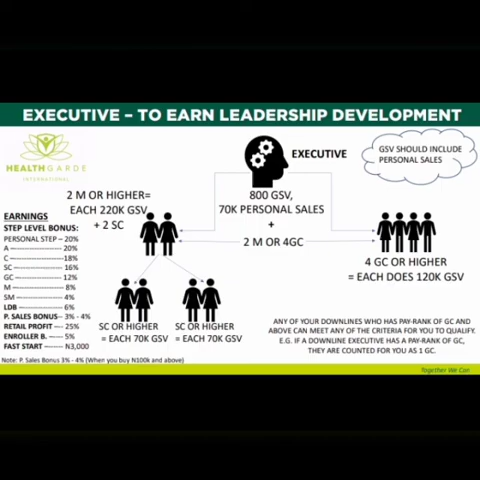 EXECUTIVE – TO EARN LEADERSHIP DEVELOPMENT
HEALTHGARDE
INTERNATIONAL
EXECUTIVE
GSV SHOULD INCLUDE
PERSONAL SALES
2 M OR HIGHER=
EACH 220K GSV
+ 2 SC
800 GSV,
70K PERSONAL SALES
+
2 M OR 4GC
4 GC OR HIGHER
= EACH DOES 120K GSV
EARNINGS
STEP LEVEL BONUS:
PERSONAL STEP – 20%
A ---------------- 20%
C ----------------18%
SC --------------- 16%
GC --------------- 12%
M ---------------- 8%
SM --------------- 4%
LDB -------------- 6%
P. SALES BONUS– 3% - 4%
RETAIL PROFIT---- 25%
ENROLLER B. ----- 5%
FAST START ------ N3,000
SC OR HIGHER
= EACH 70K GSV
SC OR HIGHER
= EACH 70K GSV
ANY OF YOUR DOWNLINES WHO HAS PAY-RANK OF GC AND
ABOVE CAN MEET ANY OF THE CRITERIA FOR YOU TO QUALIFY.
E.G. IF A DOWNLINE EXECUTIVE HAS A PAY-RANK OF GC,
THEY ARE COUNTED FOR YOU AS 1 GC.
Note: P. Sales Bonus 3% - 4% (When you buy N100k and above)
Together We Can